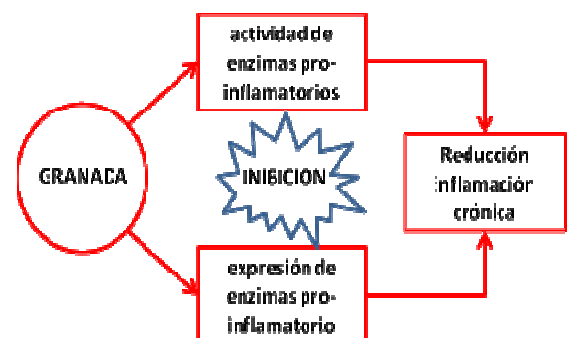 actividad de
enzimas pro-
inflamatorios
GRANADA
INIBICION
Reducción
inflamación
crónica
expresión de
enzimas pro-
inflamatorio